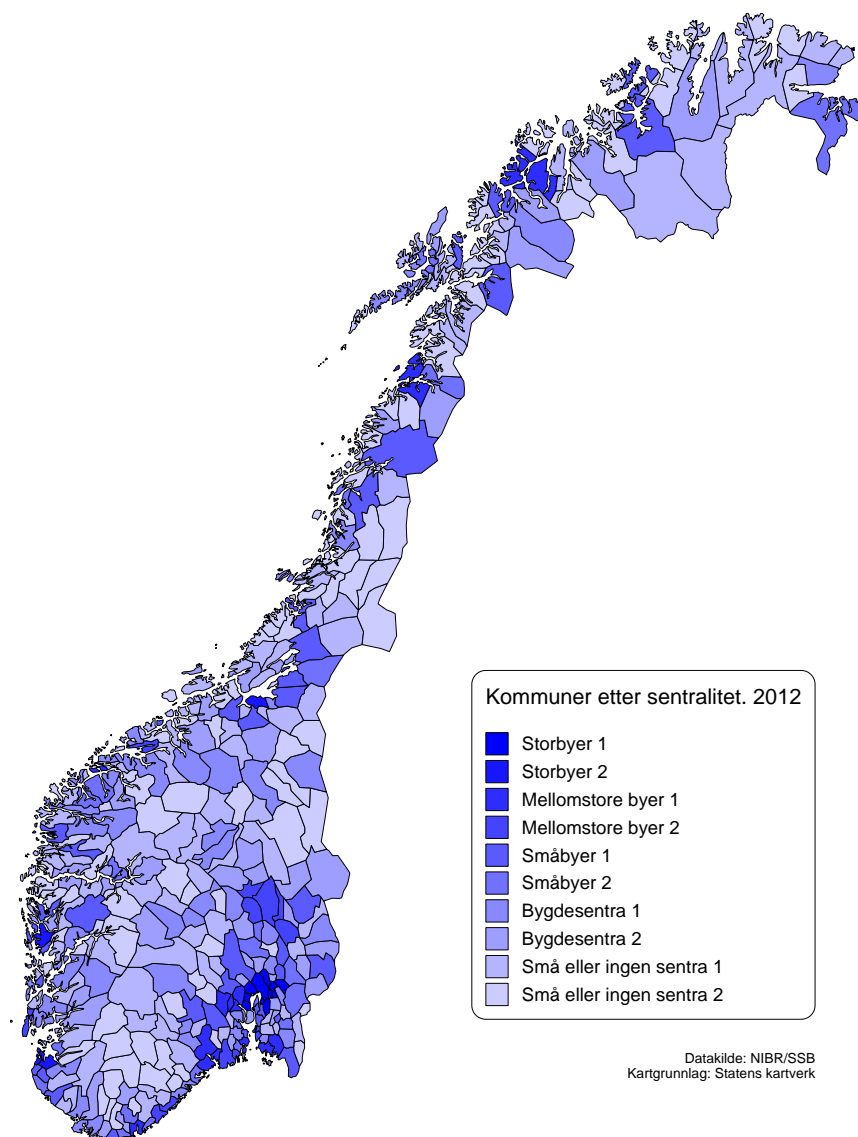 Kommuner etter sentralitet. 2012
Storbyer 1
Storbyer 2
Mellomstore byer 1
Mellomstore byer 2
Småbyer 1
Småbyer 2
Bygdesentra 1
Bygdesentra 2
Små eller ingen sentra 1
Små eller ingen sentra 2
Datakilde: NIBR/SSB
Kartgrunnlag: Statens kartverk